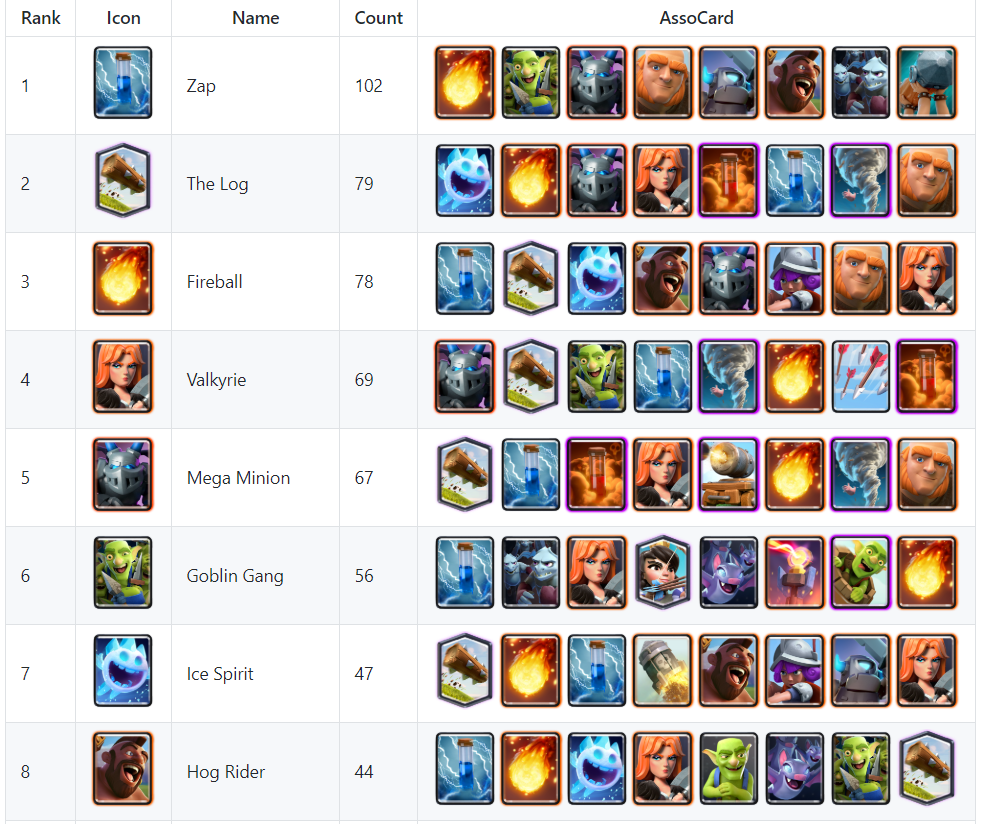 Rank Icon Name Count AssoCard
1 Zap 102
2 The Log 79
3 Fireball 78
4 Valkyrie 69
5 Mega Minion 67
6 Goblin Gang 56
7 Ice Spirit 47
8 Hog Rider 44